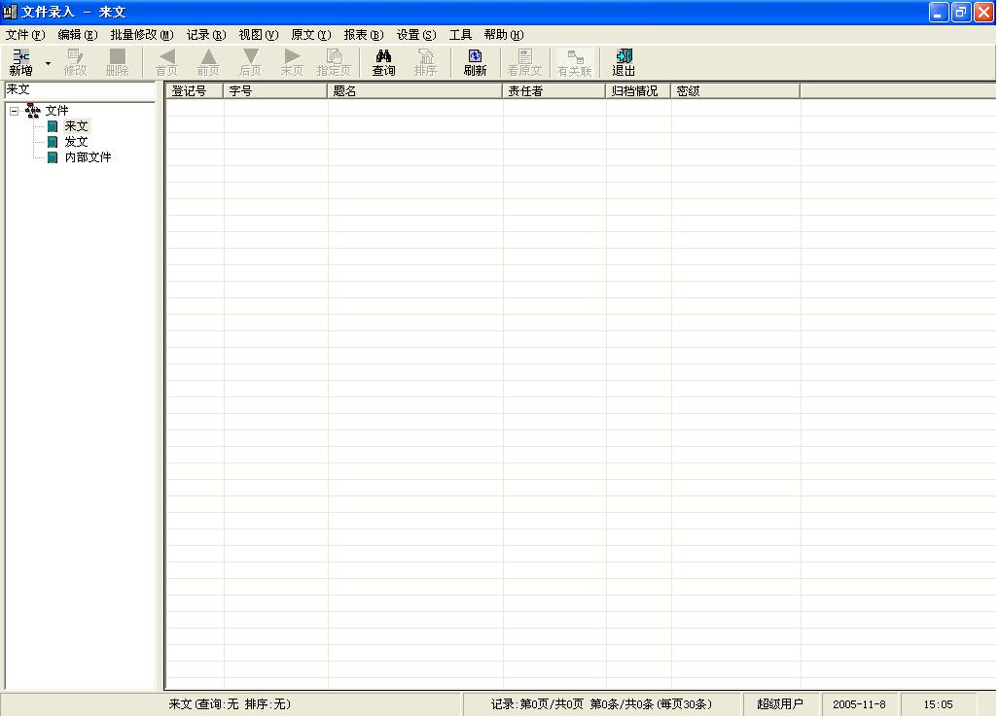 文件录入 - 来文
文件(F) 编辑(E) 批量修改(M) 记录(R) 视图(V) 原文(Y) 报表(B) 设置(S) 工具 帮助(H)
新增 修改 删除 首页 前页 后页 末页 指定页 查询 排序 刷新 看原文 有关联 退出
来文
登记号 字号 题名 责任者 归档情况 密级
文件
来文
发文
内部文件
来文(查询:无 排序:无) 记录:第0页/共0页 第0条/共0条(每页30条) 超级用户 2005-11-8 15:05